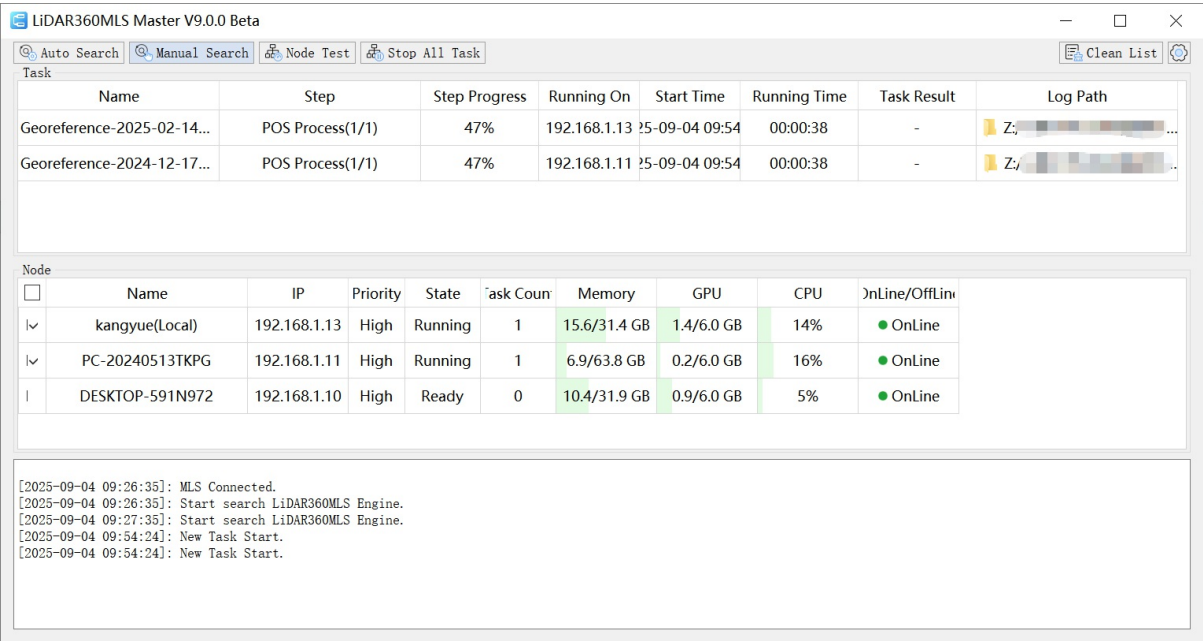 LiDAR360MLS Master V9.0.0 Beta
Auto Search Manual Search Node Test Stop All Task Clean List
Task
Name Step Step Progress Running On Start Time Running Time Task Result Log Path
Georeference-2025-02-14... POS Process(1/1) 47% 192.168.1.13 25-09-04 09:54 00:00:38 - Z:/ ...
Georeference-2024-12-17... POS Process(1/1) 47% 192.168.1.11 25-09-04 09:54 00:00:38 - Z:/ ...
Node
Name IP Priority State Task Count Memory GPU CPU OnLine/OffLine
kangyue(Local) 192.168.1.13 High Running 1 15.6/31.4 GB 1.4/6.0 GB 14% OnLine
PC-20240513TKPG 192.168.1.11 High Running 1 6.9/63.8 GB 0.2/6.0 GB 16% OnLine
DESKTOP-591N972 192.168.1.10 High Ready 0 10.4/31.9 GB 0.9/6.0 GB 5% OnLine
[2025-09-04 09:26:35]: MLS Connected.
[2025-09-04 09:26:35]: Start search LiDAR360MLS Engine.
[2025-09-04 09:27:35]: Start search LiDAR360MLS Engine.
[2025-09-04 09:54:24]: New Task Start.
[2025-09-04 09:54:24]: New Task Start.